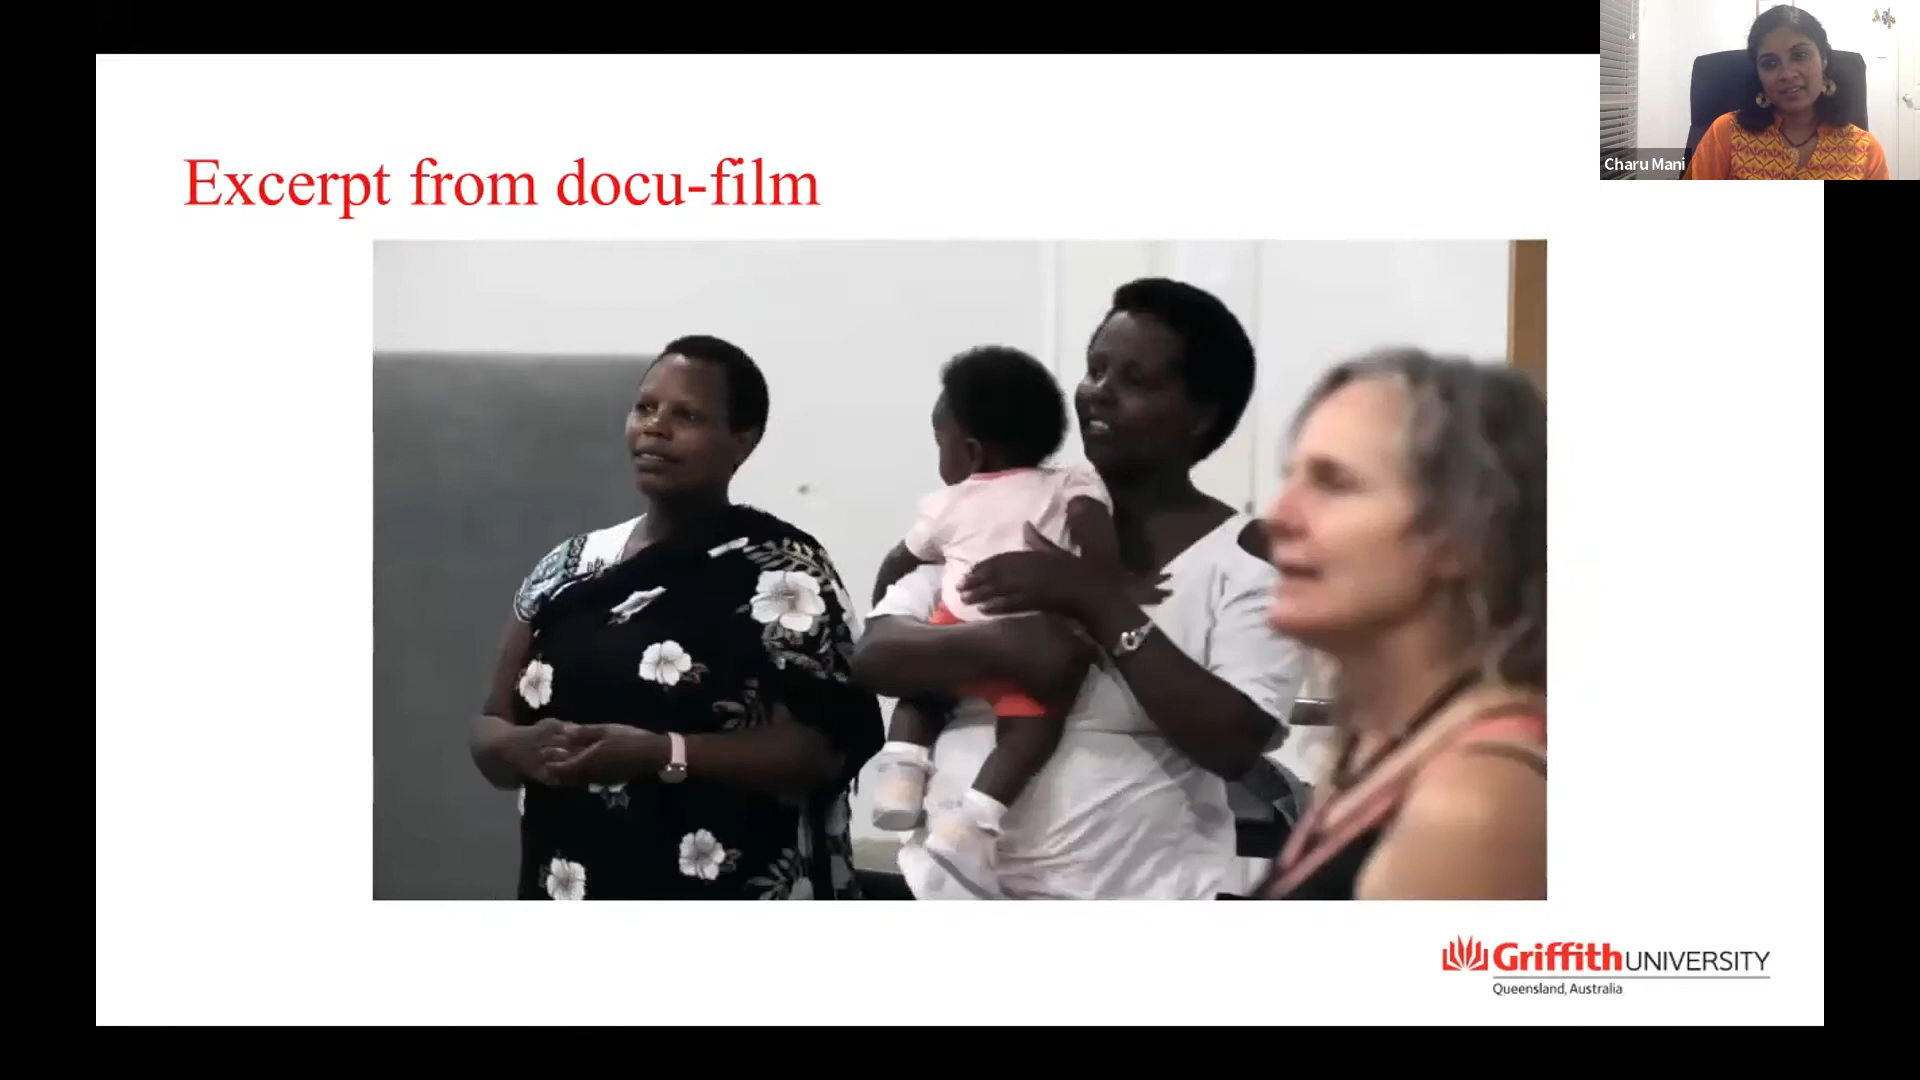 Charu Mani
Excerpt from docu-film
Griffith UNIVERSITY
Queensland, Australia